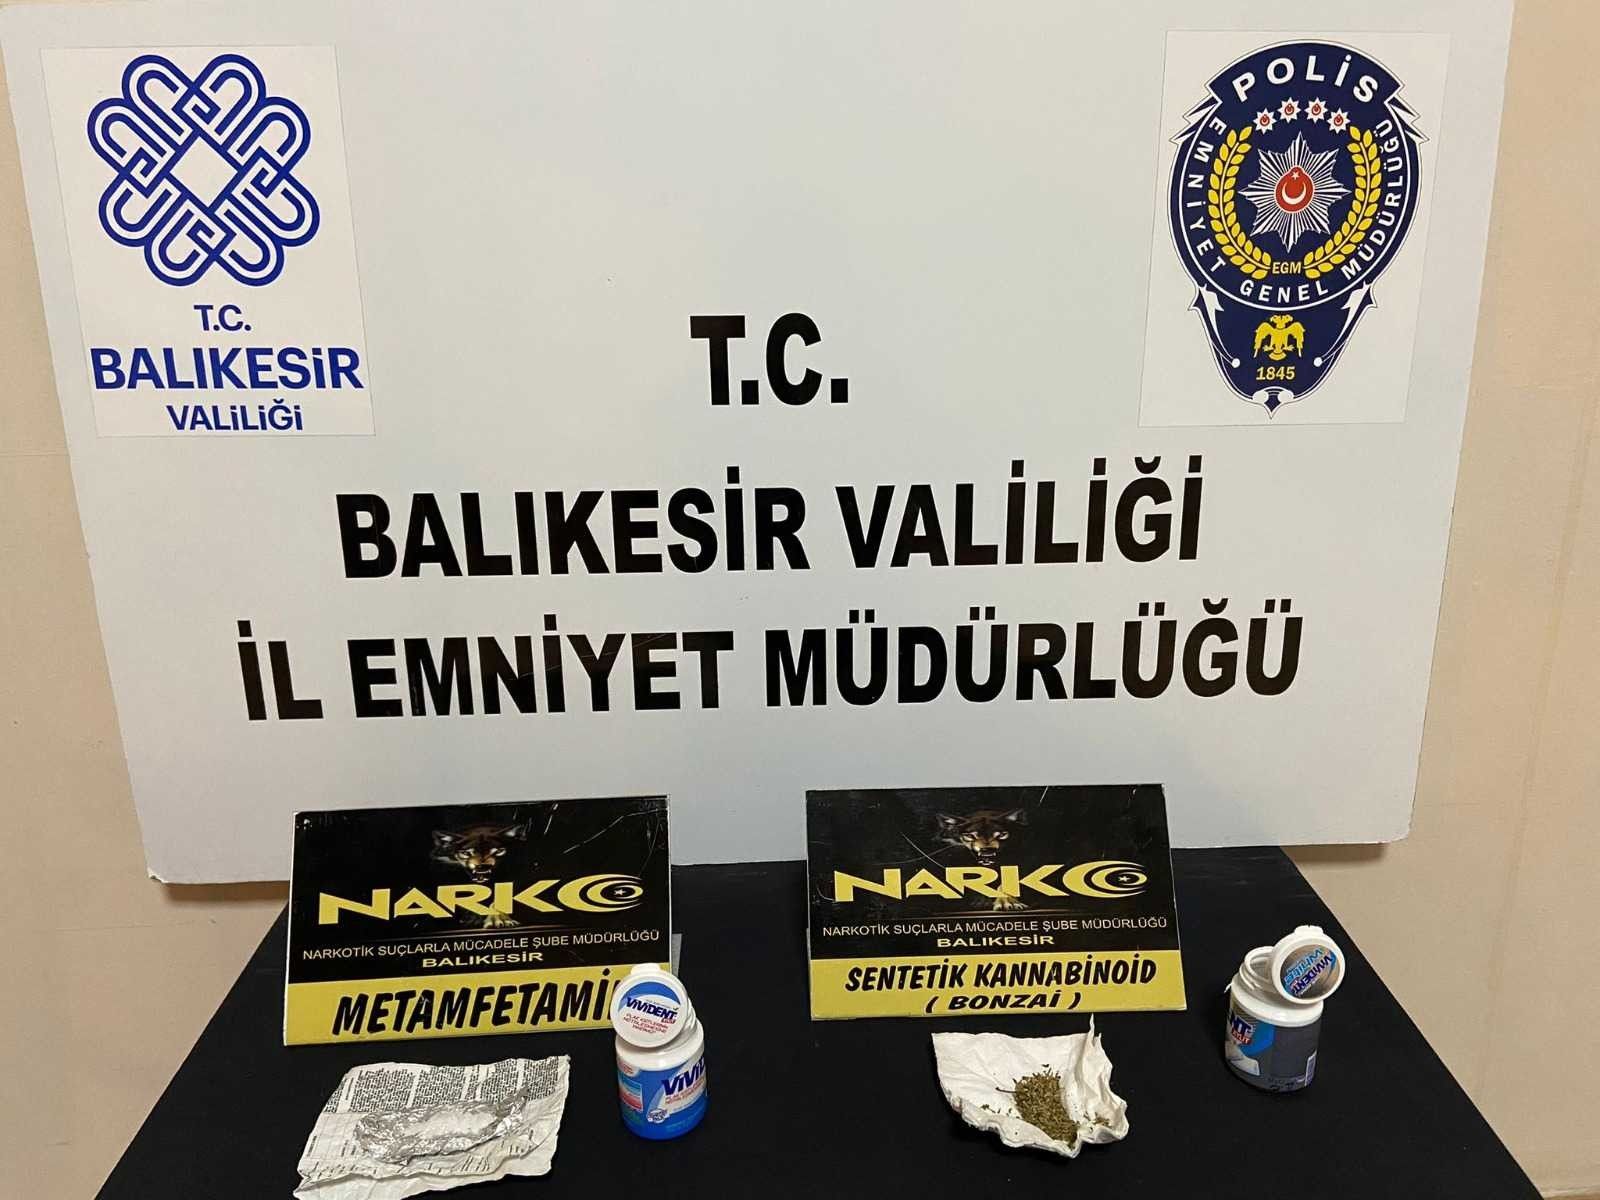 T.C.
BALIKESİR
VALİLİĞİ
POLİS
EMNİYET GENEL MÜDÜRLÜĞÜ
EGM
1845
T.C.
BALIKESİR VALİLİĞİ
İL EMNİYET MÜDÜRLÜĞÜ
NARKO
NARKOTİK SUÇLARLA MÜCADELE ŞUBE MÜDÜRLÜĞÜ
BALIKESİR
METAMFETAMİ
NARKO
NARKOTİK SUÇLARLA MÜCADELE ŞUBE MÜDÜRLÜĞÜ
BALIKESİR
SENTETİK KANNABİNOİD
( BONZAİ )
ViViDENT
ViViDENT
WHITE